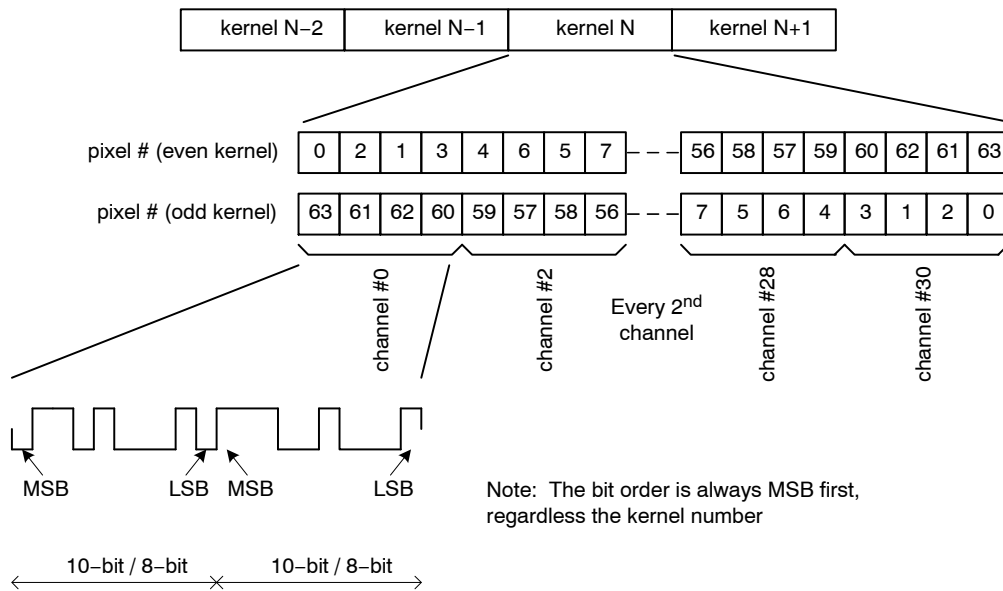 kernel N−2 kernel N−1 kernel N kernel N+1
pixel # (even kernel) 0 2 1 3 4 6 5 7 56 58 57 59 60 62 61 63
pixel # (odd kernel) 63 61 62 60 59 57 58 56 7 5 6 4 3 1 2 0
channel #0
channel #2
Every 2nd
channel
channel #28
channel #30
MSB LSB MSB LSB
Note: The bit order is always MSB first,
regardless the kernel number
10−bit / 8−bit 10−bit / 8−bit